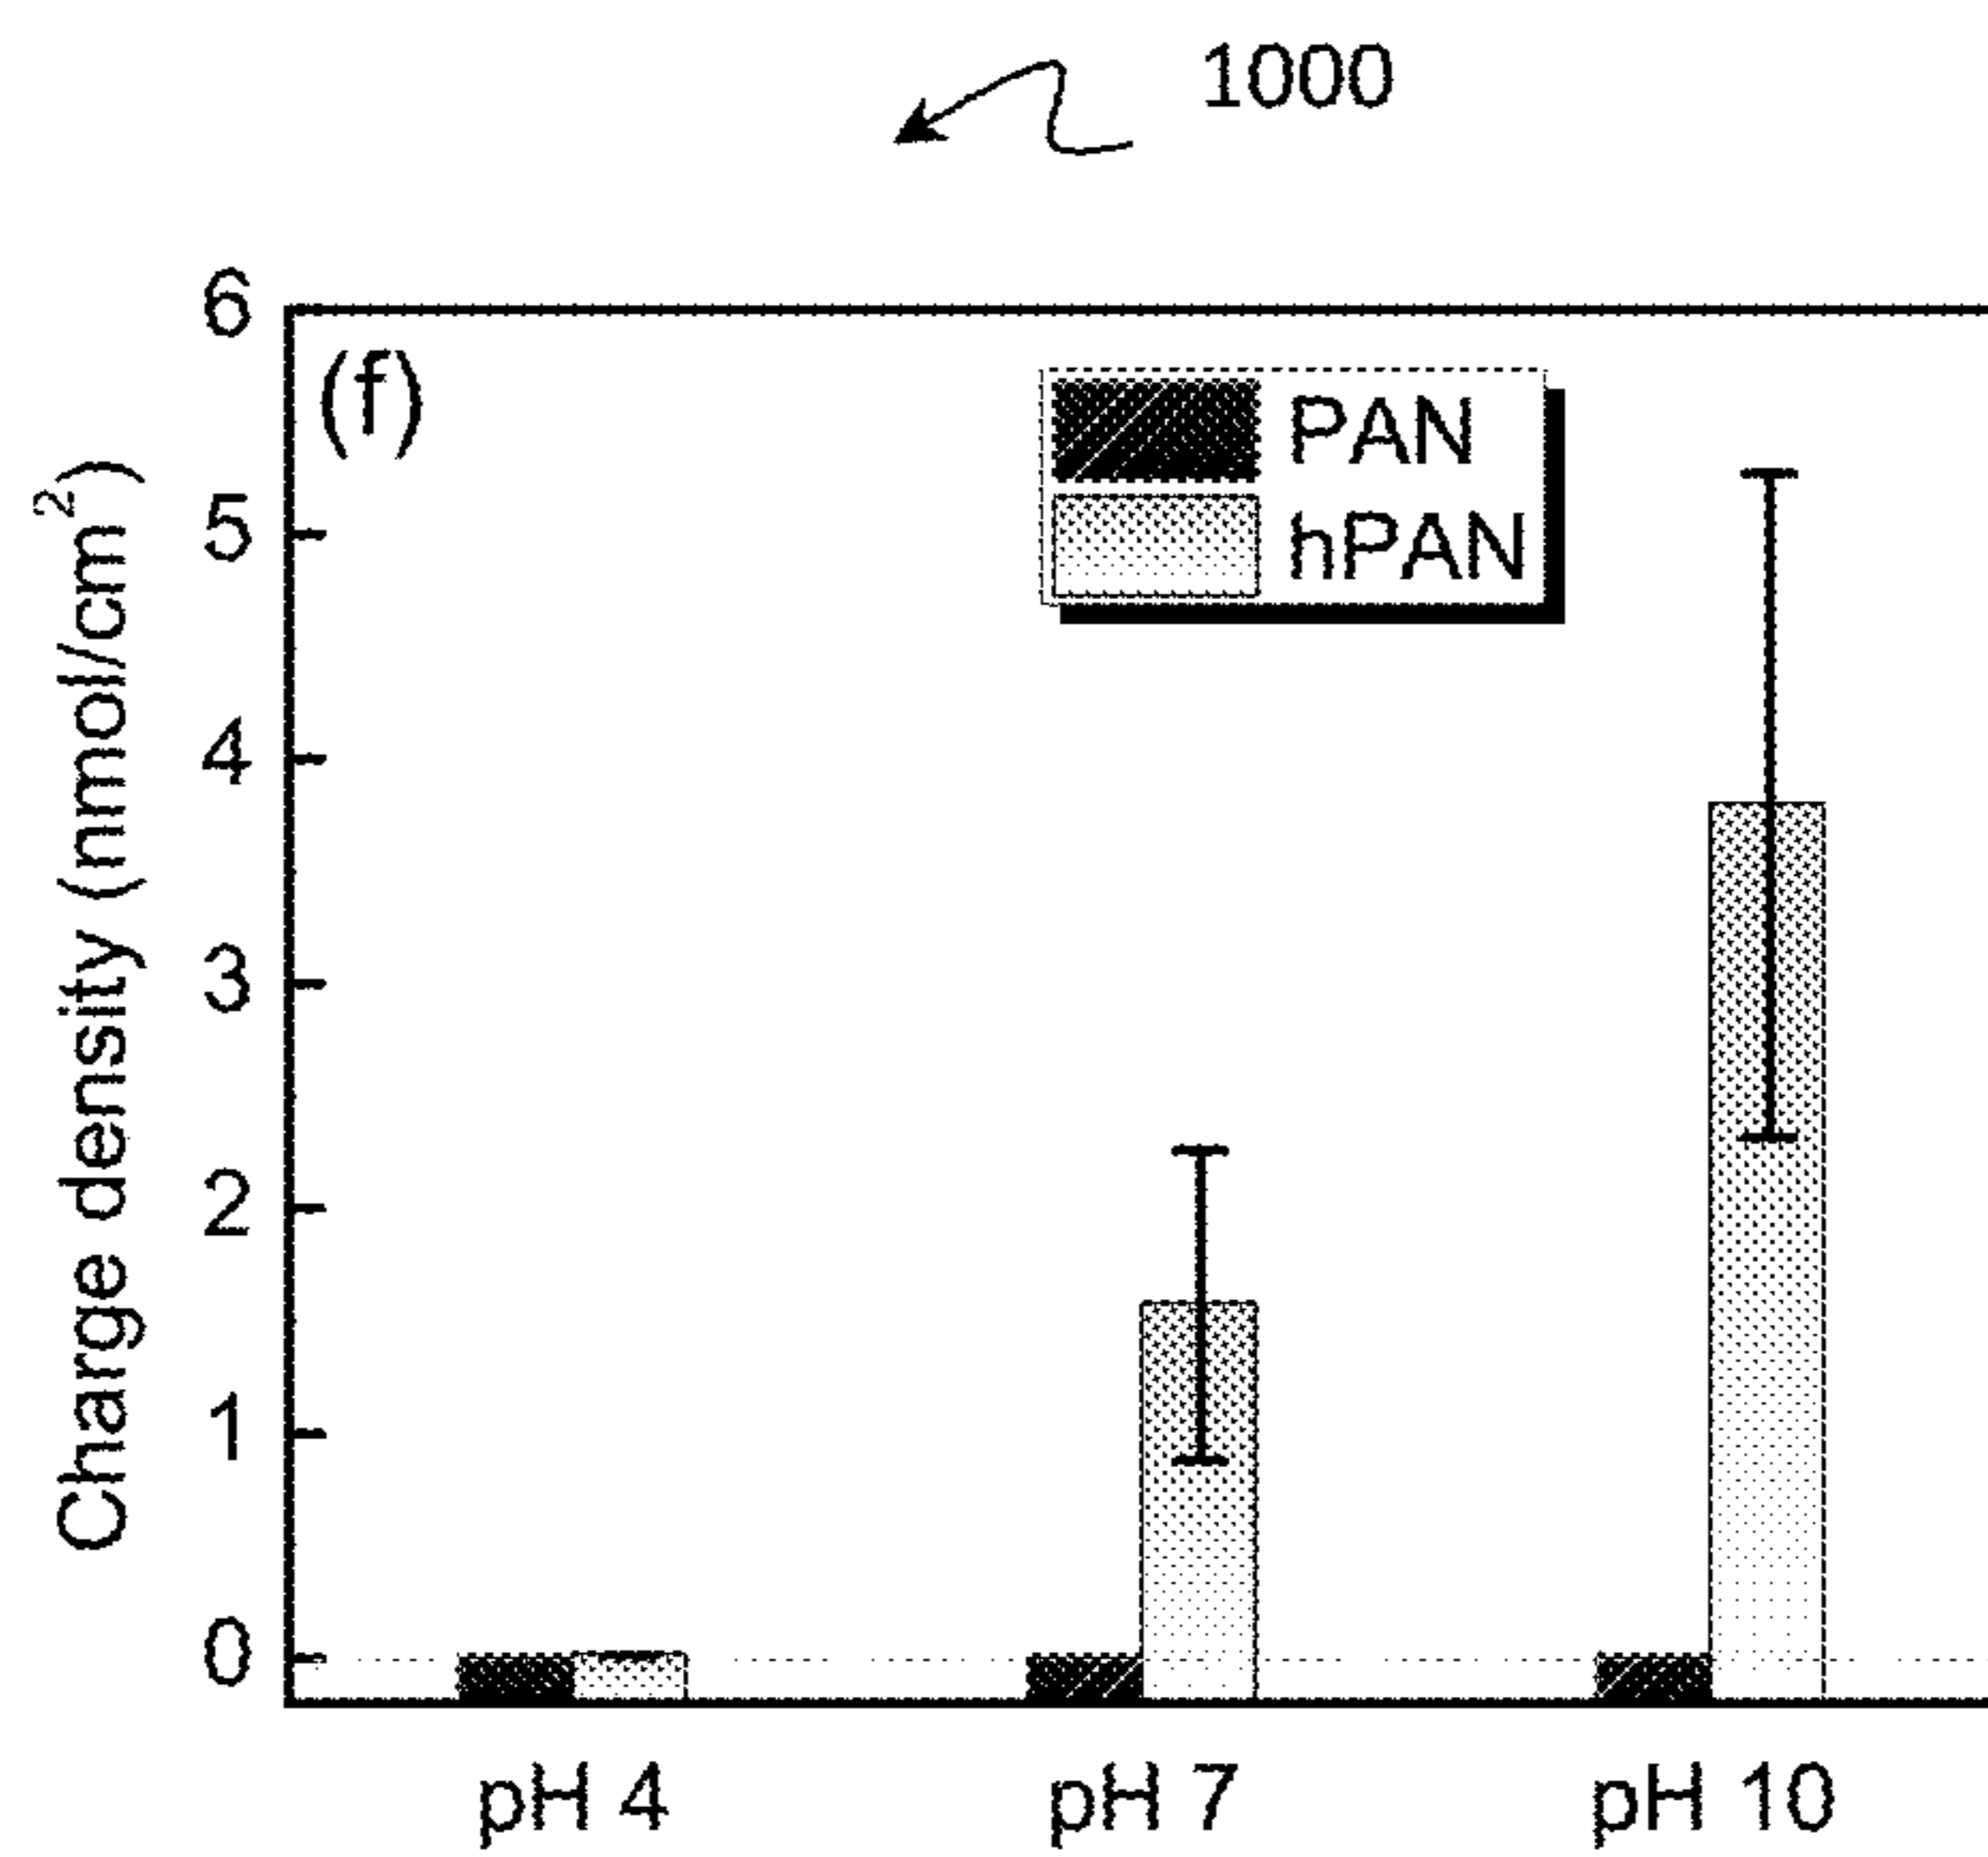 1000
(f)
PAN
hPAN
Charge density (nmol/cm²)
6
5
4
3
2
1
0
pH 4
pH 7
pH 10